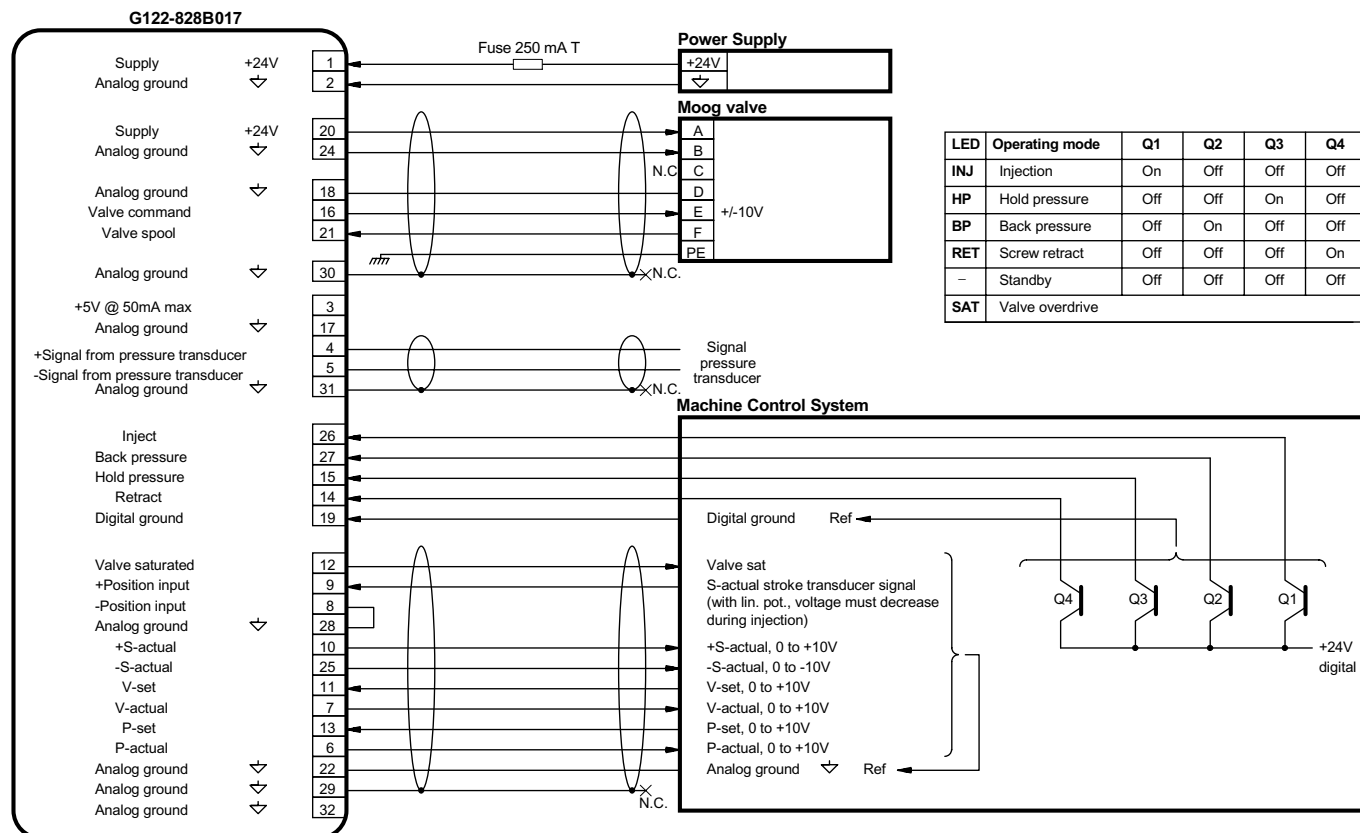 G122-828B017
Supply +24V 1
Analog ground 2
Fuse 250 mA T
Power Supply
+24V
Supply +24V 20
Analog ground 24
Analog ground 18
Valve command 16
Valve spool 21
Analog ground 30
Moog valve
A
B
N.C. C
D
E +/-10V
F
PE
N.C.
LED Operating mode Q1 Q2 Q3 Q4
INJ Injection On Off Off Off
HP Hold pressure Off Off On Off
BP Back pressure Off On Off Off
RET Screw retract Off Off Off On
– Standby Off Off Off Off
SAT Valve overdrive
+5V @ 50mA max 3
Analog ground 17
+Signal from pressure transducer 4
-Signal from pressure transducer 5
Analog ground 31
Signal
pressure
transducer
N.C.
Inject 26
Back pressure 27
Hold pressure 15
Retract 14
Digital ground 19
Valve saturated 12
+Position input 9
-Position input 8
Analog ground 28
+S-actual 10
-S-actual 25
V-set 11
V-actual 7
P-set 13
P-actual 6
Analog ground 22
Analog ground 29
Analog ground 32
N.C.
Machine Control System
Digital ground Ref
Valve sat
S-actual stroke transducer signal
(with lin. pot., voltage must decrease
during injection)
+S-actual, 0 to +10V
-S-actual, 0 to -10V
V-set, 0 to +10V
V-actual, 0 to +10V
P-set, 0 to +10V
P-actual, 0 to +10V
Analog ground Ref
Q4 Q3 Q2 Q1
+24V
digital